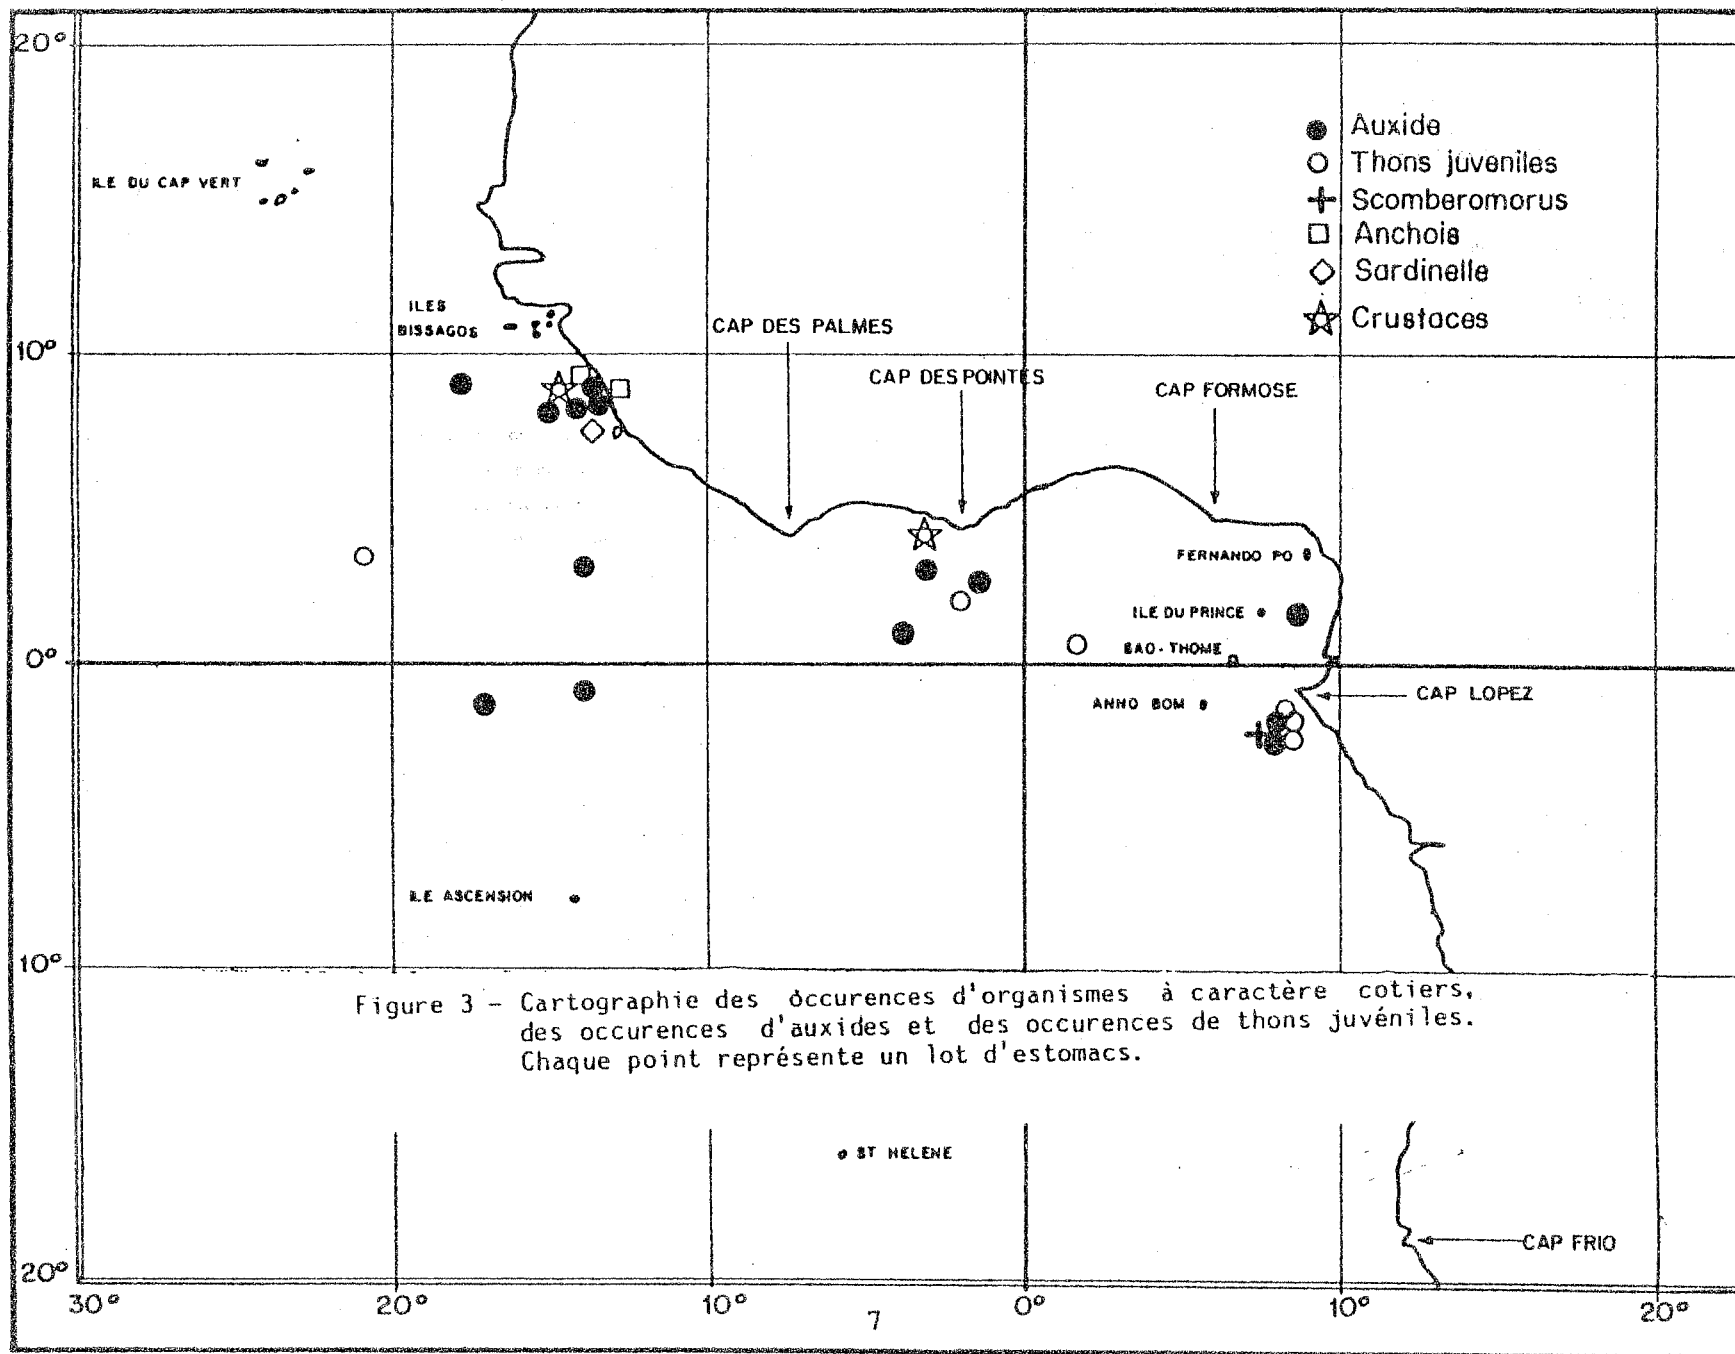 20°
Auxide
Thons juveniles
Scomberomorus
Anchois
Sardinelle
Crustaces
ILE DU CAP VERT
ILES
BISSAGOS
10°
CAP DES PALMES
CAP DES POINTES
CAP FORMOSE
FERNANDO PO
ILE DU PRINCE
SAO-THOME
0°
ANNO BOM
CAP LOPEZ
ILE ASCENSION
10°
Figure 3 - Cartographie des occurences d'organismes à caractère cotiers,
des occurences d'auxides et des occurences de thons juvéniles.
Chaque point représente un lot d'estomacs.
ST HELENE
CAP FRIO
20°
30° 20° 10° 0° 10° 20°
7